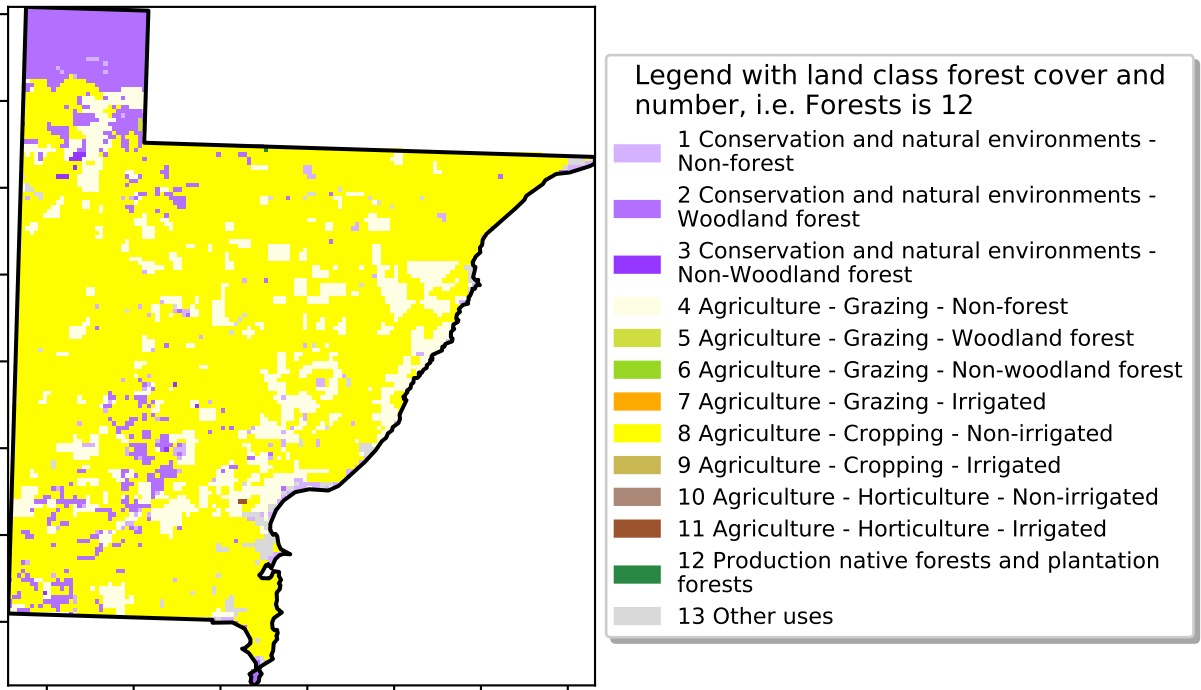 Legend with land class forest cover and
number, i.e. Forests is 12
1 Conservation and natural environments -
Non-forest
2 Conservation and natural environments -
Woodland forest
3 Conservation and natural environments -
Non-Woodland forest
4 Agriculture - Grazing - Non-forest
5 Agriculture - Grazing - Woodland forest
6 Agriculture - Grazing - Non-woodland forest
7 Agriculture - Grazing - Irrigated
8 Agriculture - Cropping - Non-irrigated
9 Agriculture - Cropping - Irrigated
10 Agriculture - Horticulture - Non-irrigated
11 Agriculture - Horticulture - Irrigated
12 Production native forests and plantation
forests
13 Other uses